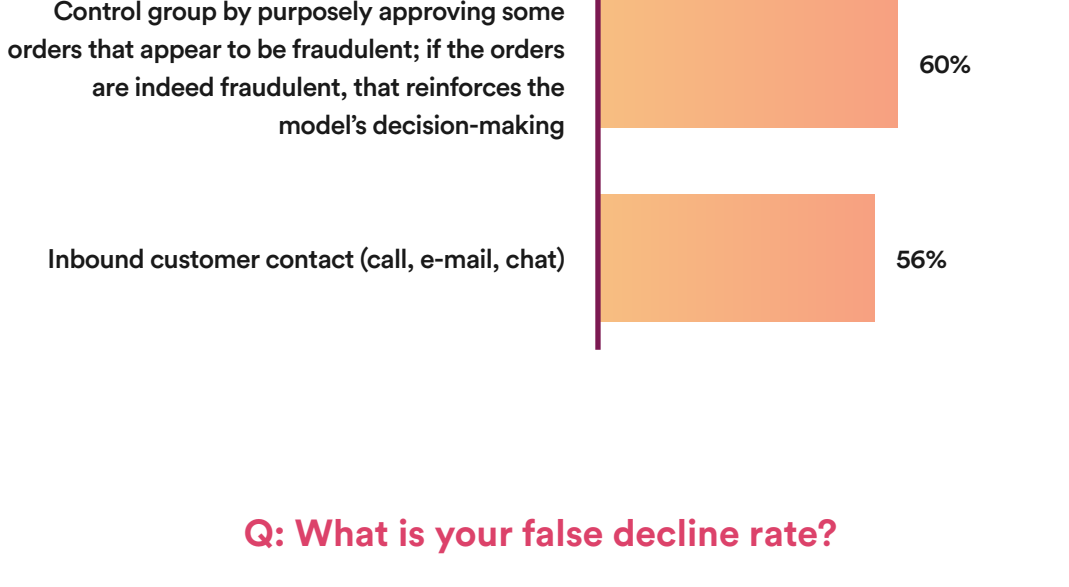 Control group by purposely approving some
orders that appear to be fraudulent; if the orders
are indeed fraudulent, that reinforces the
model’s decision-making
60%
Inbound customer contact (call, e-mail, chat)
56%
Q: What is your false decline rate?